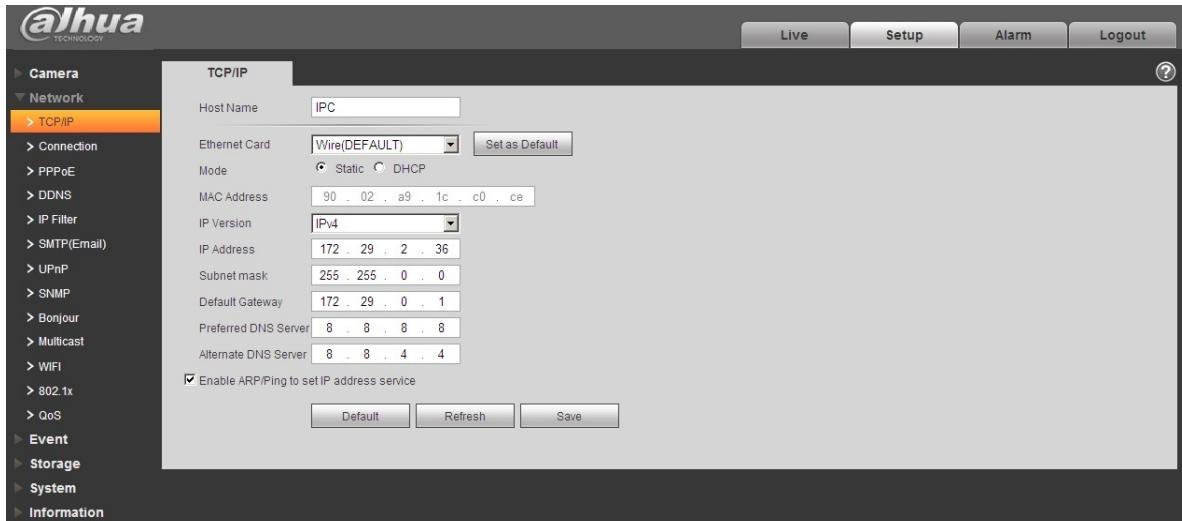 alhua
TECHNOLOGY
Live Setup Alarm Logout
Camera
Network
> TCP/IP
> Connection
> PPPoE
> DDNS
> IP Filter
> SMTP(Email)
> UPnP
> SNMP
> Bonjour
> Multicast
> WIFI
> 802.1x
> QoS
Event
Storage
System
Information
TCP/IP ?
Host Name IPC
Ethernet Card Wire(DEFAULT) Set as Default
Mode Static DHCP
MAC Address 90 . 02 . a9 . 1c . c0 . ce
IP Version IPv4
IP Address 172 . 29 . 2 . 36
Subnet mask 255 . 255 . 0 . 0
Default Gateway 172 . 29 . 0 . 1
Preferred DNS Server 8 . 8 . 8 . 8
Alternate DNS Server 8 . 8 . 4 . 4
Enable ARP/Ping to set IP address service
Default Refresh Save